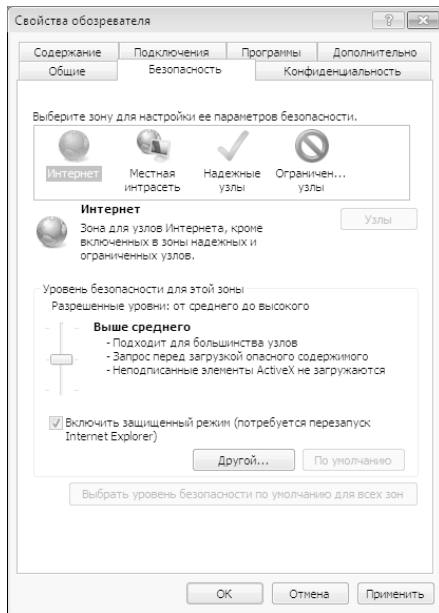 Свойства обозревателя
Содержание Подключения Программы Дополнительно
Общие Безопасность Конфиденциальность
Выберите зону для настройки ее параметров безопасности.
Интернет Местная интрасеть Надежные узлы Ограничен... узлы
Интернет
Узлы
Зона для узлов Интернета, кроме
включенных в зоны надежных и
ограниченных узлов.
Уровень безопасности для этой зоны
Разрешенные уровни: от среднего до высокого
Выше среднего
- Подходит для большинства узлов
- Запрос перед загрузкой опасного содержимого
- Неподписанные элементы ActiveX не загружаются
Включить защищенный режим (потребуется перезапуск
Internet Explorer)
Другой... По умолчанию
Выбрать уровень безопасности по умолчанию для всех зон
ОК Отмена Применить